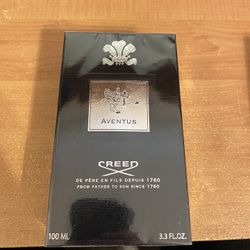 AVENTUS
CREED
DE PÈRE EN FILS DEPUIS 1760
FROM FATHER TO SON SINCE 1760
100 ML 3.3 FL.OZ.